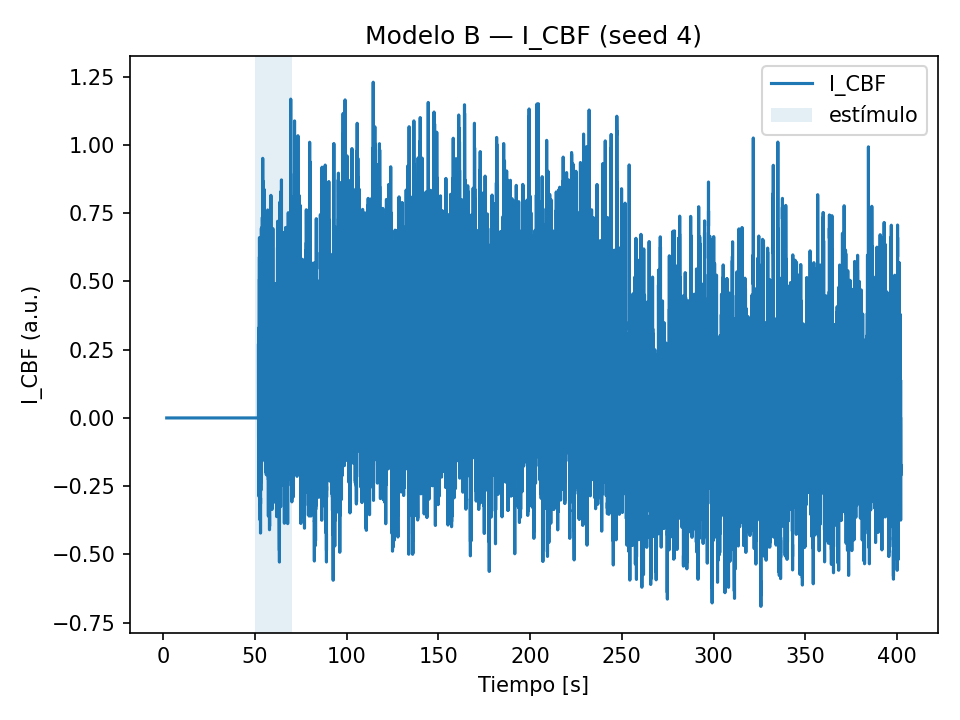 Modelo B — I_CBF (seed 4)
I_CBF
estímulo
I_CBF (a.u.)
1.25
1.00
0.75
0.50
0.25
0.00
−0.25
−0.50
−0.75
0 50 100 150 200 250 300 350 400
Tiempo [s]